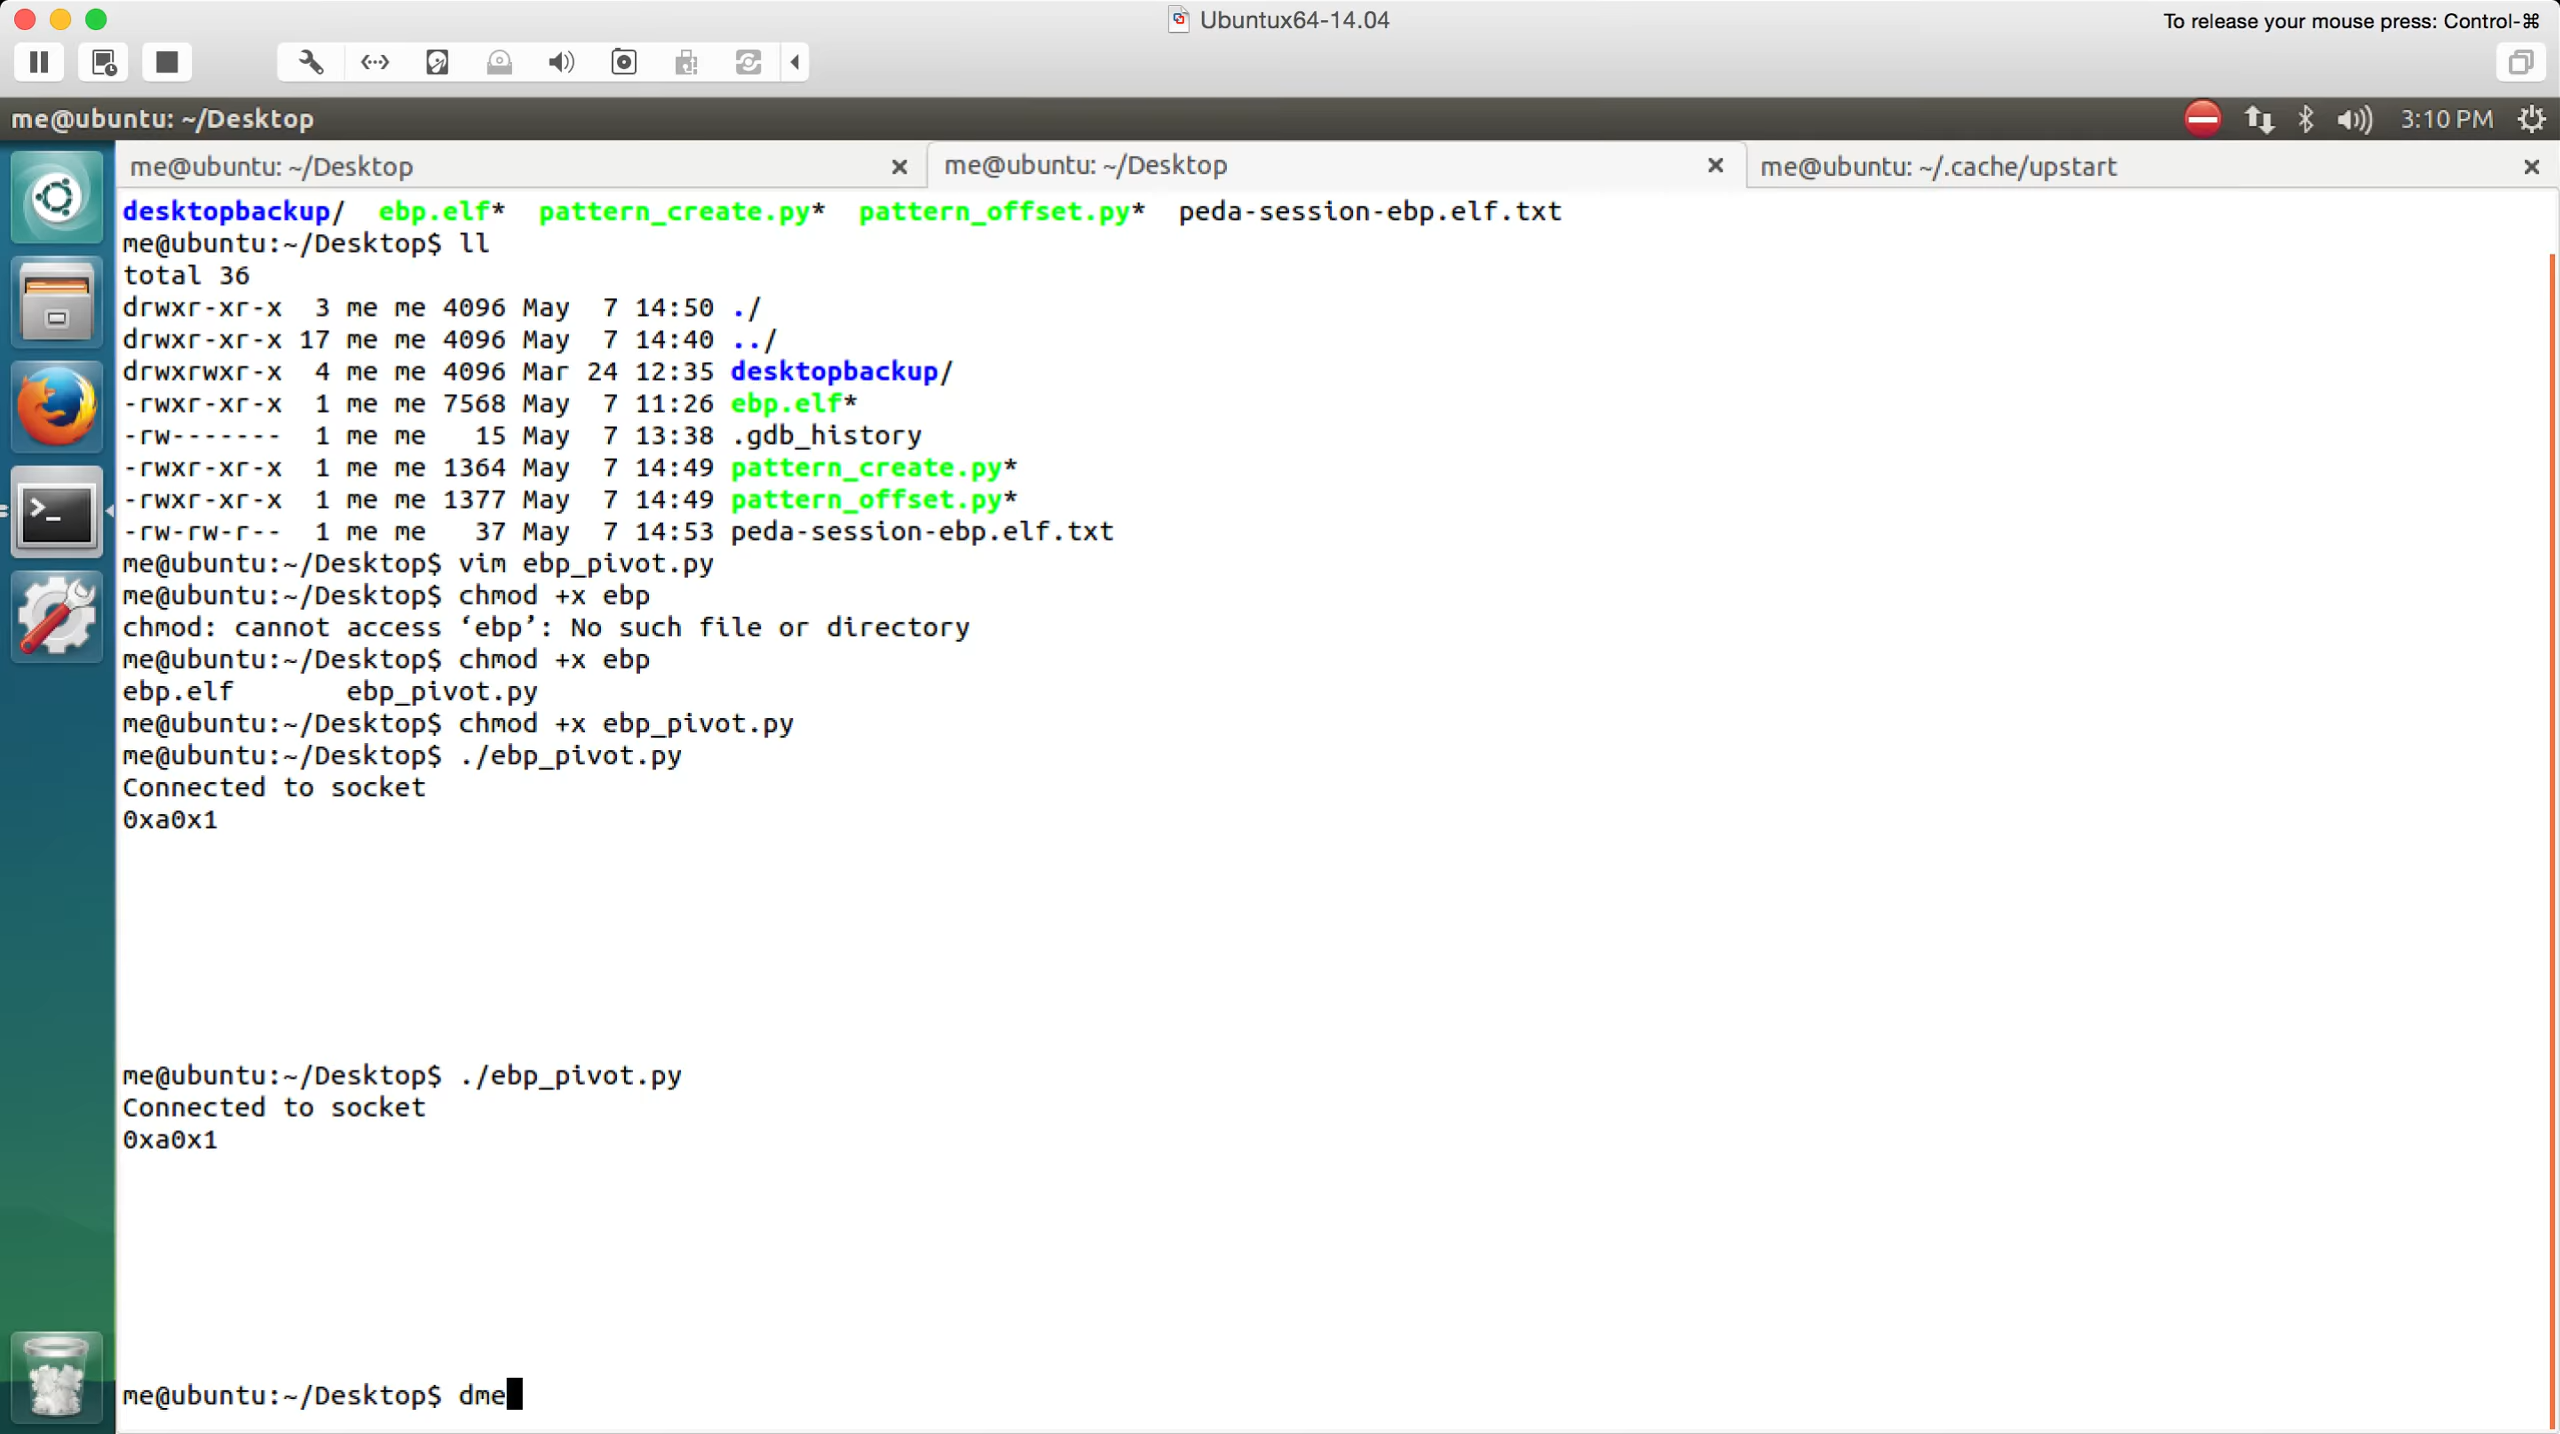 Ubuntux64-14.04
To release your mouse press: Control-⌘
me@ubuntu: ~/Desktop
3:10 PM
me@ubuntu: ~/Desktop
me@ubuntu: ~/Desktop
me@ubuntu: ~/.cache/upstart
desktopbackup/  ebp.elf*  pattern_create.py*  pattern_offset.py*  peda-session-ebp.elf.txt
me@ubuntu:~/Desktop$ ll
total 36
drwxr-xr-x  3 me me 4096 May  7 14:50 ./
drwxr-xr-x 17 me me 4096 May  7 14:40 ../
drwxrwxr-x  4 me me 4096 Mar 24 12:35 desktopbackup/
-rwxr-xr-x  1 me me 7568 May  7 11:26 ebp.elf*
-rw-------  1 me me   15 May  7 13:38 .gdb_history
-rwxr-xr-x  1 me me 1364 May  7 14:49 pattern_create.py*
-rwxr-xr-x  1 me me 1377 May  7 14:49 pattern_offset.py*
-rw-rw-r--  1 me me   37 May  7 14:53 peda-session-ebp.elf.txt
me@ubuntu:~/Desktop$ vim ebp_pivot.py
me@ubuntu:~/Desktop$ chmod +x ebp
chmod: cannot access ‘ebp’: No such file or directory
me@ubuntu:~/Desktop$ chmod +x ebp
ebp.elf       ebp_pivot.py
me@ubuntu:~/Desktop$ chmod +x ebp_pivot.py
me@ubuntu:~/Desktop$ ./ebp_pivot.py
Connected to socket
0xa0x1
me@ubuntu:~/Desktop$ ./ebp_pivot.py
Connected to socket
0xa0x1
me@ubuntu:~/Desktop$ dme